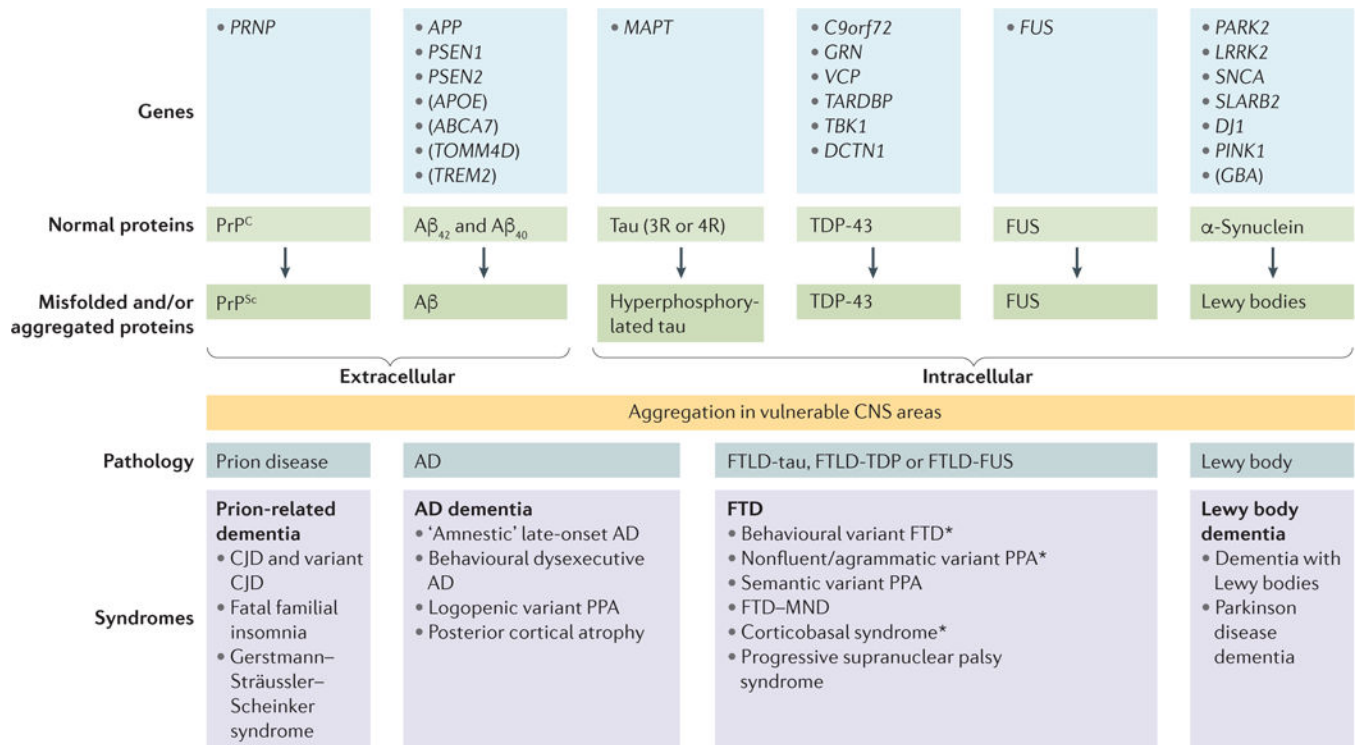 Genes
• PRNP
• APP
• PSEN1
• PSEN2
• (APOE)
• (ABCA7)
• (TOMM4D)
• (TREM2)
• MAPT
• C9orf72
• GRN
• VCP
• TARDBP
• TBK1
• DCTN1
• FUS
• PARK2
• LRRK2
• SNCA
• SLARB2
• DJ1
• PINK1
• (GBA)
Normal proteins
PrPᶜ
Aβ₄₂ and Aβ₄₀
Tau (3R or 4R)
TDP-43
FUS
α-Synuclein
Misfolded and/or
aggregated proteins
PrPˢᶜ
Aβ
Hyperphosphory-
lated tau
TDP-43
FUS
Lewy bodies
Extracellular
Intracellular
Aggregation in vulnerable CNS areas
Pathology
Prion disease
AD
FTLD-tau, FTLD-TDP or FTLD-FUS
Lewy body
Syndromes
Prion-related
dementia
• CJD and variant
CJD
• Fatal familial
insomnia
• Gerstmann–
Sträussler–
Scheinker
syndrome
AD dementia
• ‘Amnestic’ late-onset AD
• Behavioural dysexecutive
AD
• Logopenic variant PPA
• Posterior cortical atrophy
FTD
• Behavioural variant FTD*
• Nonfluent/agrammatic variant PPA*
• Semantic variant PPA
• FTD–MND
• Corticobasal syndrome*
• Progressive supranuclear palsy
syndrome
Lewy body
dementia
• Dementia with
Lewy bodies
• Parkinson
disease
dementia